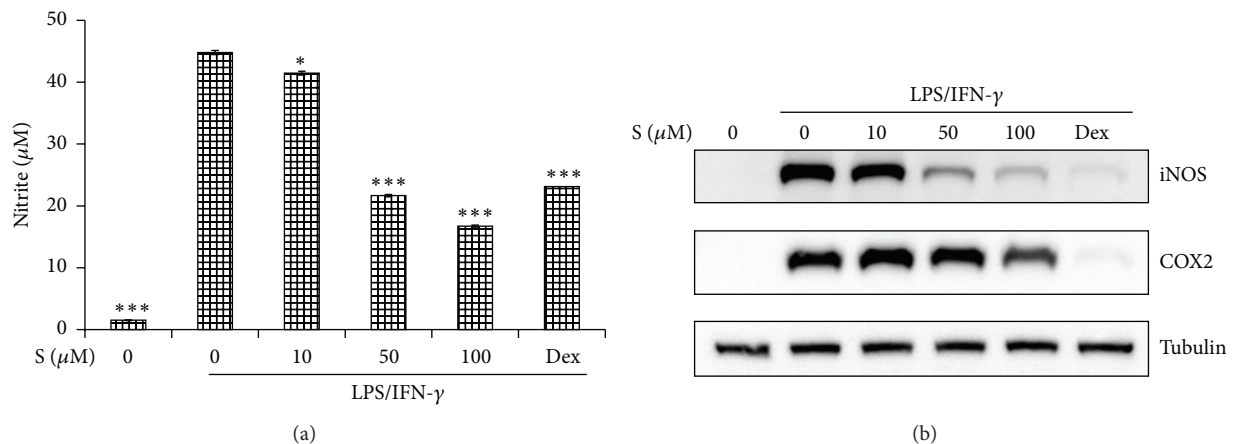 50
40
30
20
10
0
Nitrite (μM)
*
***
***
***
***
S (μM) 0 0 10 50 100 Dex
LPS/IFN-γ
(a)
LPS/IFN-γ
S (μM) 0 0 10 50 100 Dex
iNOS
COX2
Tubulin
(b)